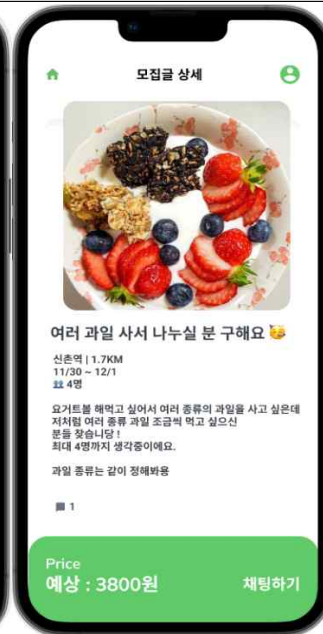 모집글 상세
여러 과일 사서 나누실 분 구해요 🥳
신촌역 | 1.7KM
11/30 ~ 12/1
👥 4명
요거트볼 해먹고 싶어서 여러 종류의 과일을 사고 싶은데
저처럼 여러 종류 과일 조금씩 먹고 싶으신
분들 찾습니당 !
최대 4명까지 생각중이에요.
과일 종류는 같이 정해봐용
1
Price
예상 : 3800원
채팅하기